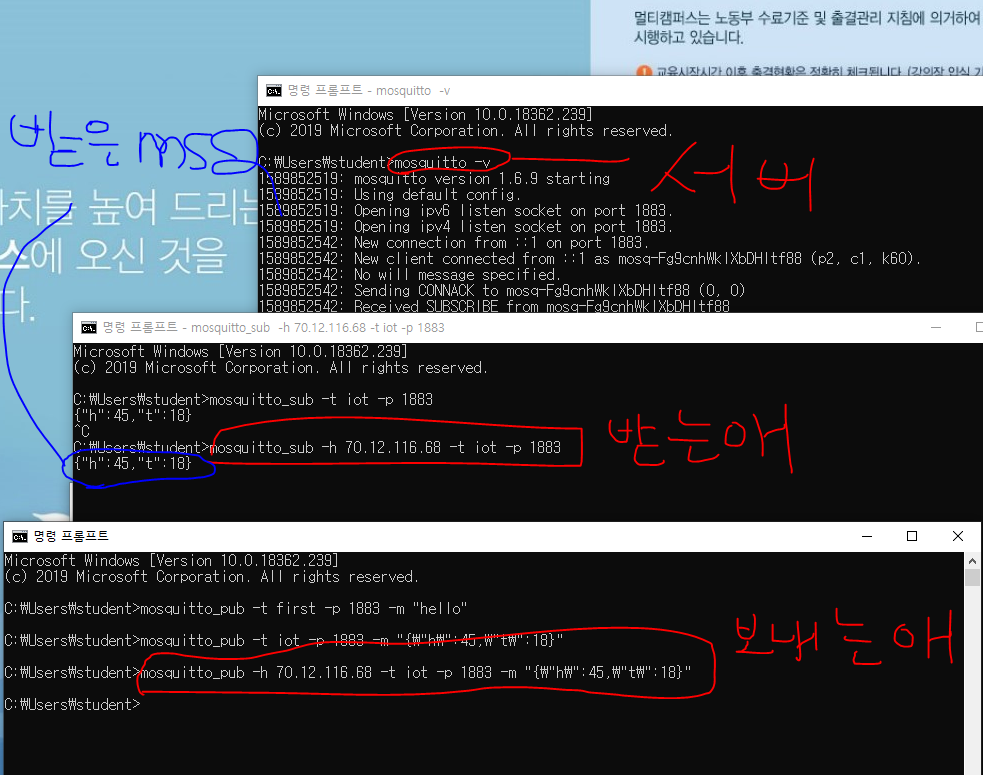 멀티캠퍼스는 노동부 수료기준 및 출결관리 지침에 의거하여
시행하고 있습니다.
교육시작시간 이후 출결현황은 정확히 체크됩니다.
받은 msg
가치를 높여 드리는
스에 오신 것을
다.
명령 프롬프트 - mosquitto -v
Microsoft Windows [Version 10.0.18362.239]
(c) 2019 Microsoft Corporation. All rights reserved.
C:₩Users₩student>mosquitto -v
서버
1589852519: mosquitto version 1.6.9 starting
1589852519: Using default config.
1589852519: Opening ipv6 listen socket on port 1883.
1589852519: Opening ipv4 listen socket on port 1883.
1589852542: New connection from ::1 on port 1883.
1589852542: New client connected from ::1 as mosq-Fg9cnhWklXbDHltf88 (p2, c1, k60).
1589852542: No will message specified.
1589852542: Sending CONNACK to mosq-Fg9cnhWklXbDHltf88 (0, 0)
1589852542: Received SUBSCRIBE from mosq-Fg9cnhWklXbDHltf88
명령 프롬프트 - mosquitto_sub -h 70.12.116.68 -t iot -p 1883
Microsoft Windows [Version 10.0.18362.239]
(c) 2019 Microsoft Corporation. All rights reserved.
C:₩Users₩student>mosquitto_sub -t iot -p 1883
{"h":45,"t":18}
^C
C:₩Users₩student>mosquitto_sub -h 70.12.116.68 -t iot -p 1883
받는애
{"h":45,"t":18}
명령 프롬프트
Microsoft Windows [Version 10.0.18362.239]
(c) 2019 Microsoft Corporation. All rights reserved.
C:₩Users₩student>mosquitto_pub -t first -p 1883 -m "hello"
C:₩Users₩student>mosquitto_pub -t iot -p 1883 -m "{₩"h₩":45,₩"t₩":18}"
보내는애
C:₩Users₩student>mosquitto_pub -h 70.12.116.68 -t iot -p 1883 -m "{₩"h₩":45,₩"t₩":18}"
C:₩Users₩student>